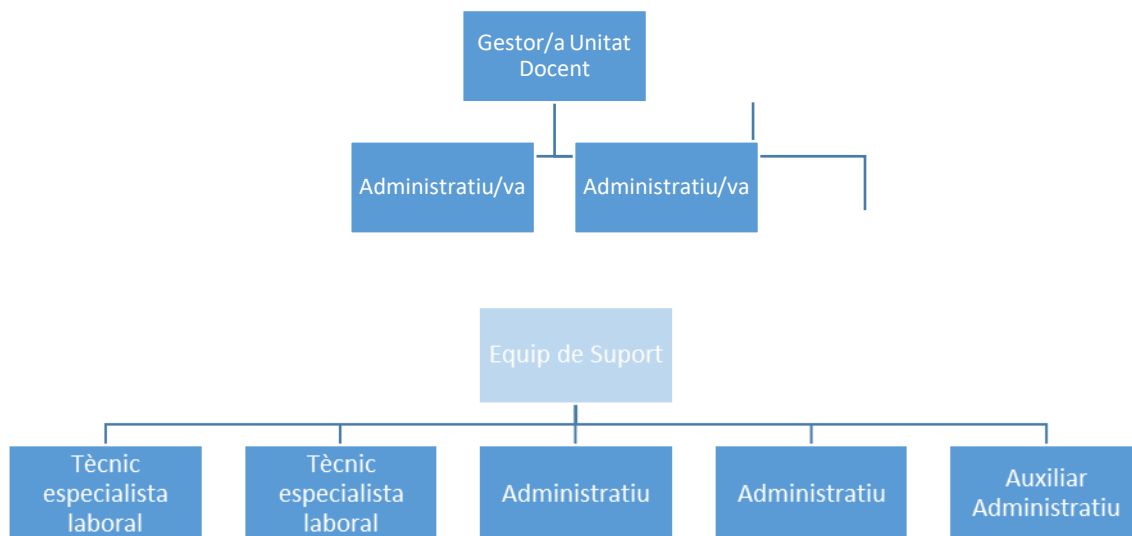 Gestor/a Unitat
Docent
Administratiu/va
Administratiu/va
Equip de Suport
Tècnic
especialista
laboral
Tècnic
especialista
laboral
Administratiu
Administratiu
Auxiliar
Administratiu